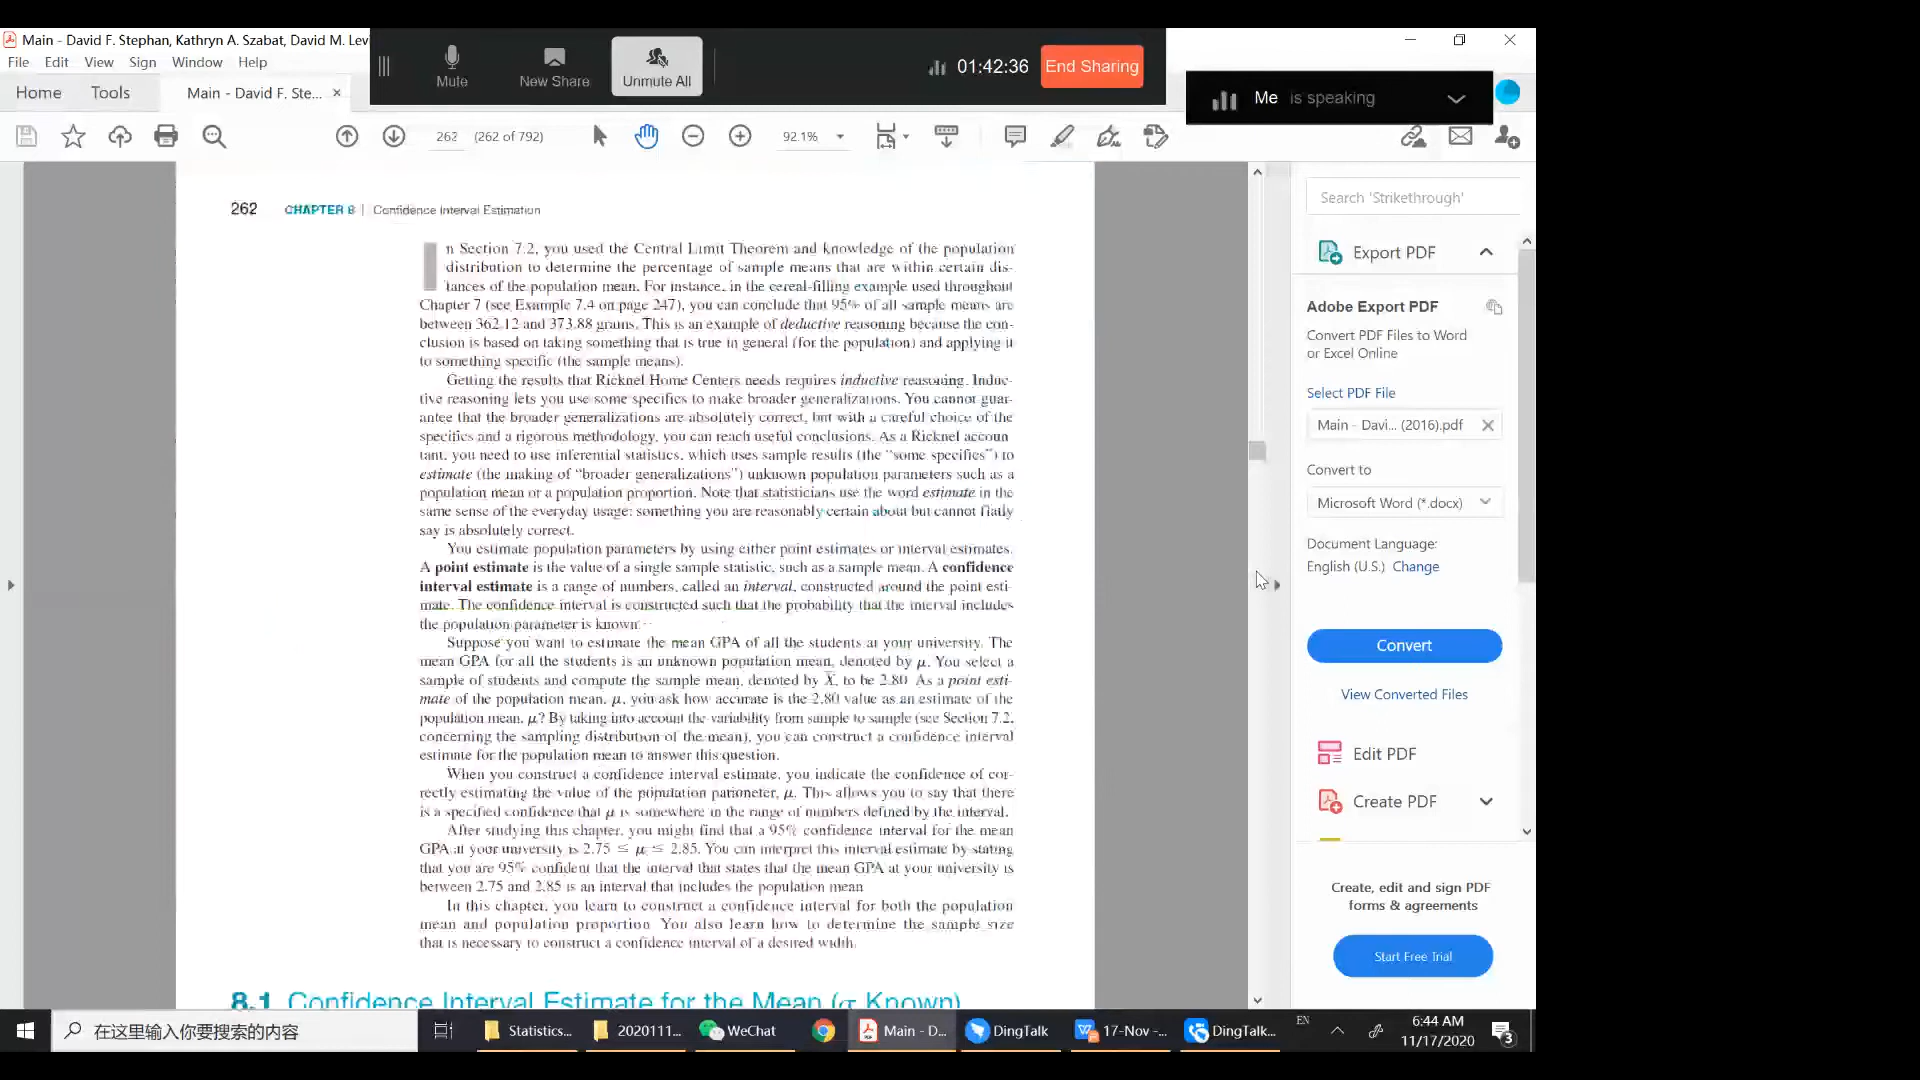 Main - David F. Stephan, Kathryn A. Szabat, David M. Lev
File Edit View Sign Window Help
Mute
New Share
Unmute All
01:42:36
End Sharing
Me is speaking
Home
Tools
Main - David F. Ste...
262 (262 of 792)
92.1%
262 CHAPTER 8 | Confidence Interval Estimation
In Section 7.2, you used the Central Limit Theorem and knowledge of the population
distribution to determine the percentage of sample means that are within certain dis-
tances of the population mean. For instance, in the cereal-filling example used throughout
Chapter 7 (see Example 7.4 on page 247), you can conclude that 95% of all sample means are
between 362.12 and 373.88 grams. This is an example of deductive reasoning because the con-
clusion is based on taking something that is true in general (for the population) and applying it
to something specific (the sample means).
Getting the results that Ricknel Home Centers needs requires inductive reasoning. Induc-
tive reasoning lets you use some specifics to make broader generalizations. You cannot guar-
antee that the broader generalizations are absolutely correct, but with a careful choice of the
specifics and a rigorous methodology, you can reach useful conclusions. As a Ricknel accoun
tant, you need to use inferential statistics, which uses sample results (the "some specifics") to
estimate (the making of "broader generalizations") unknown population parameters such as a
population mean or a population proportion. Note that statisticians use the word estimate in the
same sense of the everyday usage: something you are reasonably certain about but cannot flatly
say is absolutely correct.
You estimate population parameters by using either point estimates or interval estimates.
A point estimate is the value of a single sample statistic, such as a sample mean. A confidence
interval estimate is a range of numbers, called an interval, constructed around the point esti-
mate. The confidence interval is constructed such that the probability that the interval includes
the population parameter is known
Suppose you want to estimate the mean GPA of all the students at your university. The
mean GPA for all the students is an unknown population mean, denoted by μ. You select a
sample of students and compute the sample mean, denoted by X̅, to be 2.80. As a point esti-
mate of the population mean, μ, you ask how accurate is the 2.80 value as an estimate of the
population mean, μ? By taking into account the variability from sample to sample (see Section 7.2,
concerning the sampling distribution of the mean), you can construct a confidence interval
estimate for the population mean to answer this question.
When you construct a confidence interval estimate, you indicate the confidence of cor-
rectly estimating the value of the population parameter, μ. This allows you to say that there
is a specified confidence that μ is somewhere in the range of numbers defined by the interval.
After studying this chapter, you might find that a 95% confidence interval for the mean
GPA at your university is 2.75 ≤ μ ≤ 2.85. You can interpret this interval estimate by stating
that you are 95% confident that the interval that states that the mean GPA at your university is
between 2.75 and 2.85 is an interval that includes the population mean
In this chapter, you learn to construct a confidence interval for both the population
mean and population proportion. You also learn how to determine the sample size
that is necessary to construct a confidence interval of a desired width.
8.1 Confidence Interval Estimate for the Mean (σ Known)
Search 'Strikethrough'
Export PDF
Adobe Export PDF
Convert PDF Files to Word
or Excel Online
Select PDF File
Main - Davi... (2016).pdf
Convert to
Microsoft Word (*.docx)
Document Language:
English (U.S.) Change
Convert
View Converted Files
Edit PDF
Create PDF
Create, edit and sign PDF
forms & agreements
Start Free Trial
在这里输入你要搜索的内容
Statistics...
2020111...
WeChat
Main - D...
DingTalk
17-Nov -...
DingTalk...
EN
6:44 AM
11/17/2020
3